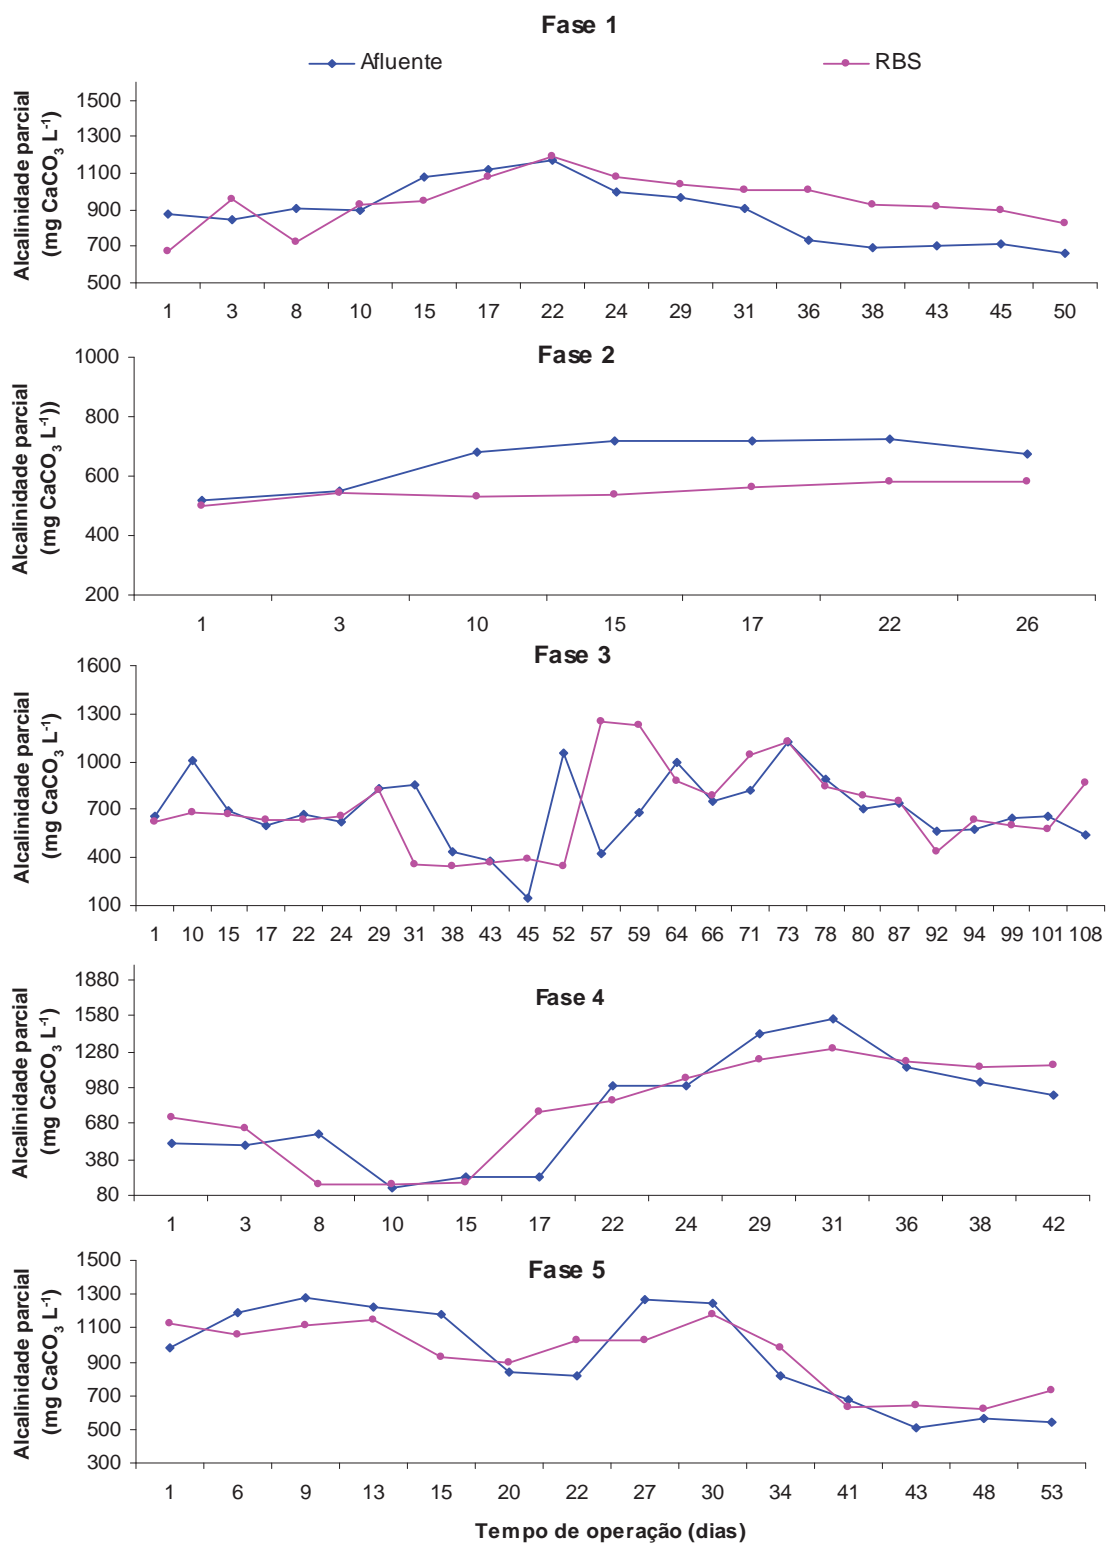 Fase 1
Afluente RBS
Alcalinidade parcial
(mg CaCO₃ L⁻¹)
1500
1300
1100
900
700
500
1 3 8 10 15 17 22 24 29 31 36 38 43 45 50
Fase 2
Alcalinidade parcial
(mg CaCO₃ L⁻¹))
1000
800
600
400
200
1 3 10 15 17 22 26
Fase 3
Alcalinidade parcial
(mg CaCO₃ L⁻¹)
1600
1300
1000
700
400
100
1 10 15 17 22 24 29 31 38 43 45 52 57 59 64 66 71 73 78 80 87 92 94 99 101 108
Fase 4
Alcalinidade parcial
(mg CaCO₃ L⁻¹)
1880
1580
1280
980
680
380
80
1 3 8 10 15 17 22 24 29 31 36 38 42
Fase 5
Alcalinidade parcial
(mg CaCO₃ L⁻¹)
1500
1300
1100
900
700
500
300
1 6 9 13 15 20 22 27 30 34 41 43 48 53
Tempo de operação (dias)